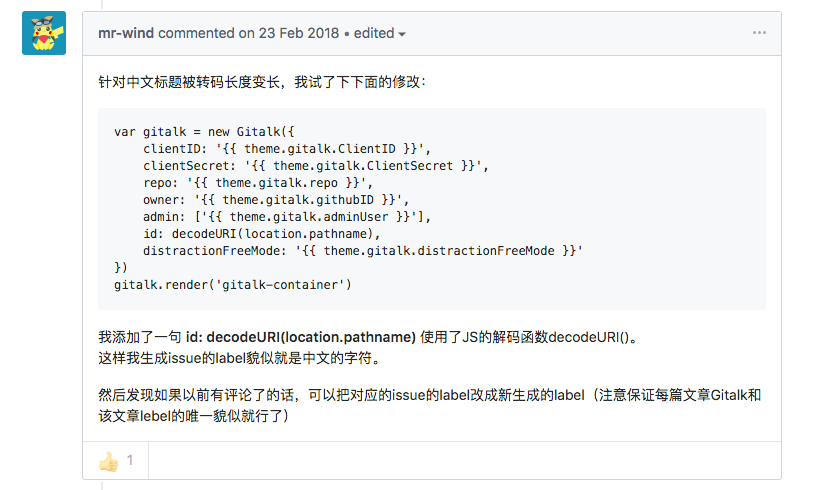 mr-wind commented on 23 Feb 2018 • edited
针对中文标题被转码长度变长，我试了下下面的修改：
var gitalk = new Gitalk({
    clientID: '{{ theme.gitalk.ClientID }}',
    clientSecret: '{{ theme.gitalk.ClientSecret }}',
    repo: '{{ theme.gitalk.repo }}',
    owner: '{{ theme.gitalk.githubID }}',
    admin: ['{{ theme.gitalk.adminUser }}'],
    id: decodeURI(location.pathname),
    distractionFreeMode: '{{ theme.gitalk.distractionFreeMode }}'
})
gitalk.render('gitalk-container')
我添加了一句 id: decodeURI(location.pathname) 使用了JS的解码函数decodeURI()。
这样我生成issue的label貌似就是中文的字符。
然后发现如果以前有评论了的话，可以把对应的issue的label改成新生成的label（注意保证每篇文章Gitalk和
该文章lebel的唯一貌似就行了）
1